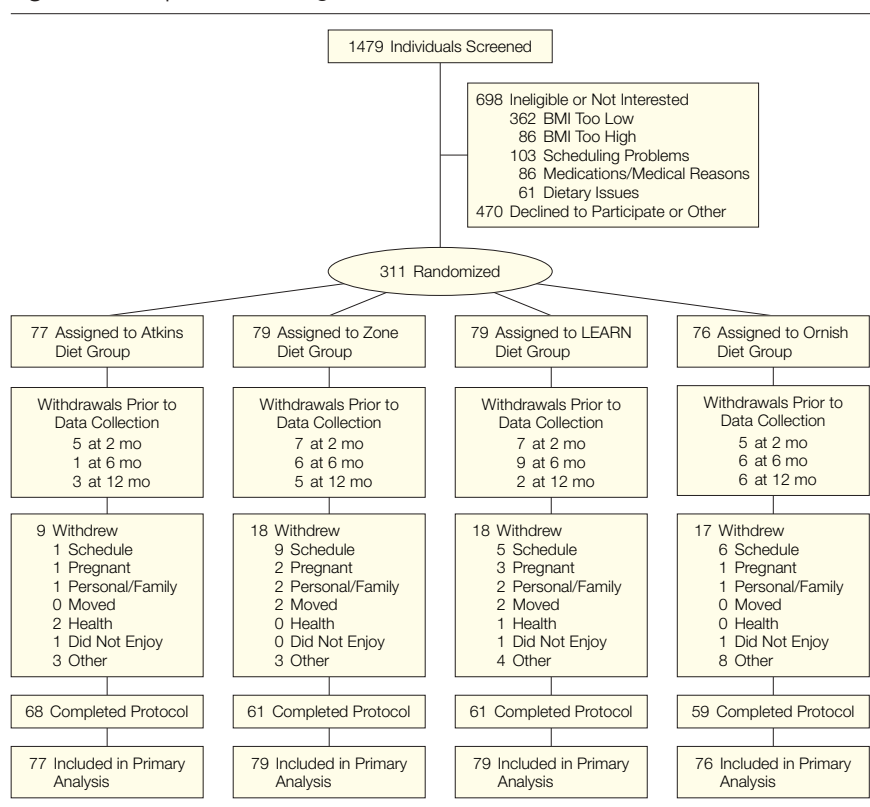 1479 Individuals Screened
698 Ineligible or Not Interested
362 BMI Too Low
86 BMI Too High
103 Scheduling Problems
86 Medications/Medical Reasons
61 Dietary Issues
470 Declined to Participate or Other
311 Randomized
77 Assigned to Atkins
Diet Group
79 Assigned to Zone
Diet Group
79 Assigned to LEARN
Diet Group
76 Assigned to Ornish
Diet Group
Withdrawals Prior to
Data Collection
5 at 2 mo
1 at 6 mo
3 at 12 mo
Withdrawals Prior to
Data Collection
7 at 2 mo
6 at 6 mo
5 at 12 mo
Withdrawals Prior to
Data Collection
7 at 2 mo
9 at 6 mo
2 at 12 mo
Withdrawals Prior to
Data Collection
5 at 2 mo
6 at 6 mo
6 at 12 mo
9 Withdrew
1 Schedule
1 Pregnant
1 Personal/Family
0 Moved
2 Health
1 Did Not Enjoy
3 Other
18 Withdrew
9 Schedule
2 Pregnant
2 Personal/Family
2 Moved
0 Health
0 Did Not Enjoy
3 Other
18 Withdrew
5 Schedule
3 Pregnant
2 Personal/Family
2 Moved
1 Health
1 Did Not Enjoy
4 Other
17 Withdrew
6 Schedule
1 Pregnant
1 Personal/Family
0 Moved
0 Health
1 Did Not Enjoy
8 Other
68 Completed Protocol
61 Completed Protocol
61 Completed Protocol
59 Completed Protocol
77 Included in Primary
Analysis
79 Included in Primary
Analysis
79 Included in Primary
Analysis
76 Included in Primary
Analysis